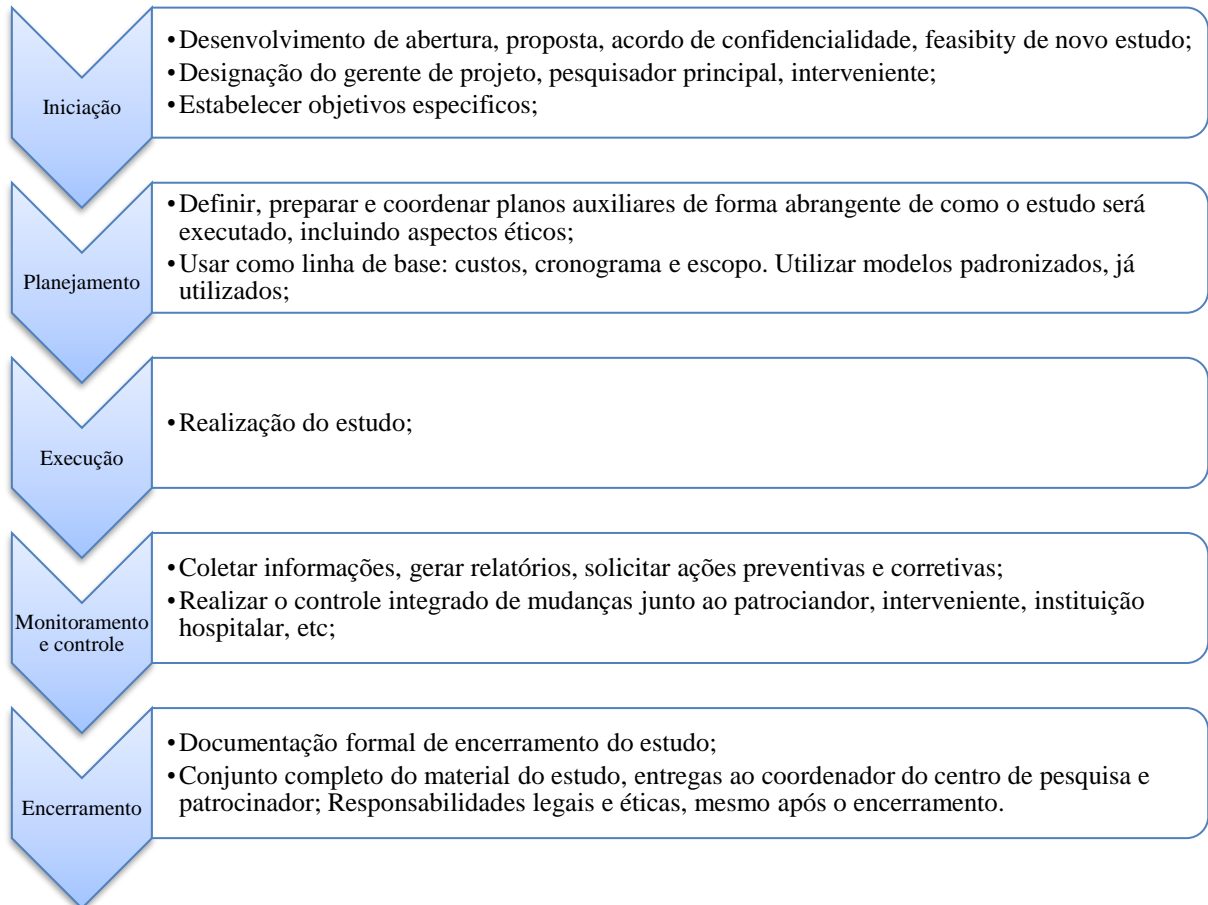 Iniciação
•Desenvolvimento de abertura, proposta, acordo de confidencialidade, feasibity de novo estudo;
•Designação do gerente de projeto, pesquisador principal, interveniente;
•Estabelecer objetivos especificos;
Planejamento
•Definir, preparar e coordenar planos auxiliares de forma abrangente de como o estudo será
executado, incluindo aspectos éticos;
•Usar como linha de base: custos, cronograma e escopo. Utilizar modelos padronizados, já
utilizados;
Execução
•Realização do estudo;
Monitoramento
e controle
•Coletar informações, gerar relatórios, solicitar ações preventivas e corretivas;
•Realizar o controle integrado de mudanças junto ao patrociandor, interveniente, instituição
hospitalar, etc;
Encerramento
•Documentação formal de encerramento do estudo;
•Conjunto completo do material do estudo, entregas ao coordenador do centro de pesquisa e
patrocinador; Responsabilidades legais e éticas, mesmo após o encerramento.